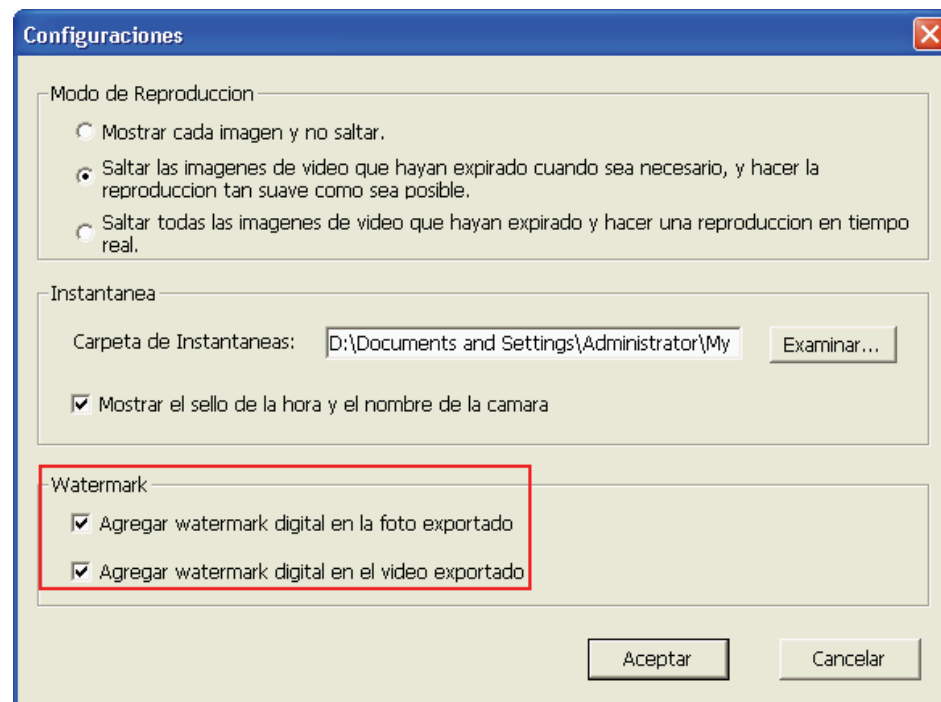 Configuraciones
Modo de Reproduccion
Mostrar cada imagen y no saltar.
Saltar las imagenes de video que hayan expirado cuando sea necesario, y hacer la
reproduccion tan suave como sea posible.
Saltar todas las imagenes de video que hayan expirado y hacer una reproduccion en tiempo
real.
Instantanea
Carpeta de Instantaneas: D:\Documents and Settings\Administrator\My Examinar...
Mostrar el sello de la hora y el nombre de la camara
Watermark
Agregar watermark digital en la foto exportado
Agregar watermark digital en el video exportado
Aceptar Cancelar